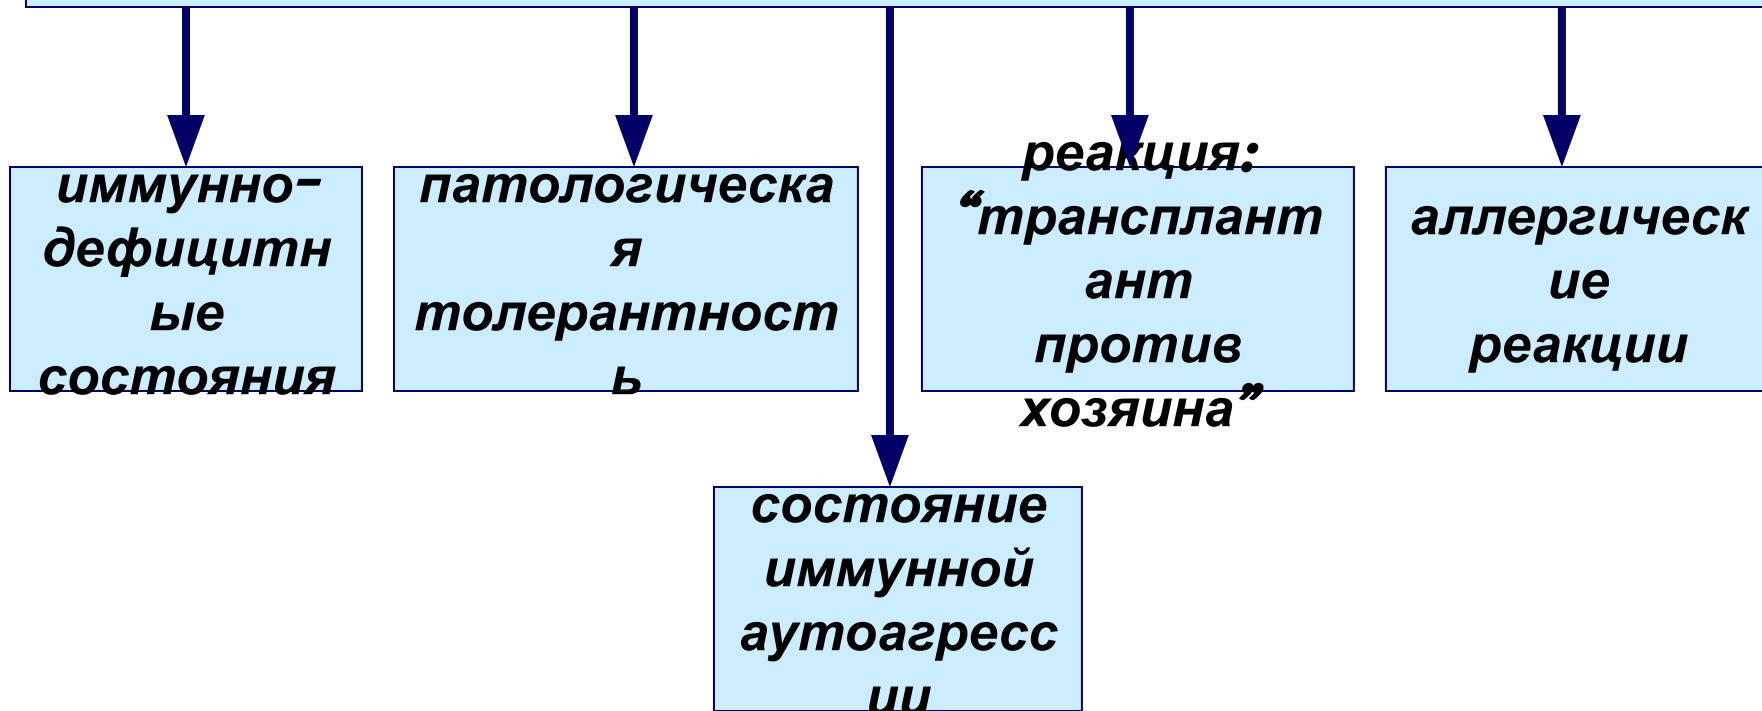 иммунно–
дефицитн
ые
состояния
патологическа
я
толерантност
ь
реакция:
“трансплант
ант
против
хозяина”
аллергическ
ие
реакции
состояние
иммунной
аутоагресс
ии